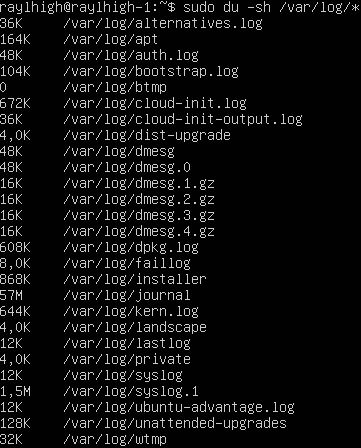 raylhigh@raylhigh-1:~$ sudo du -sh /var/log/*
36K /var/log/alternatives.log
164K /var/log/apt
48K /var/log/auth.log
104K /var/log/bootstrap.log
0 /var/log/btmp
672K /var/log/cloud-init.log
36K /var/log/cloud-init-output.log
4,0K /var/log/dist-upgrade
48K /var/log/dmesg
48K /var/log/dmesg.0
16K /var/log/dmesg.1.gz
16K /var/log/dmesg.2.gz
16K /var/log/dmesg.3.gz
16K /var/log/dmesg.4.gz
608K /var/log/dpkg.log
8,0K /var/log/faillog
868K /var/log/installer
57M /var/log/journal
644K /var/log/kern.log
4,0K /var/log/landscape
12K /var/log/lastlog
4,0K /var/log/private
12K /var/log/syslog
1,5M /var/log/syslog.1
12K /var/log/ubuntu-advantage.log
128K /var/log/unattended-upgrades
32K /var/log/wtmp